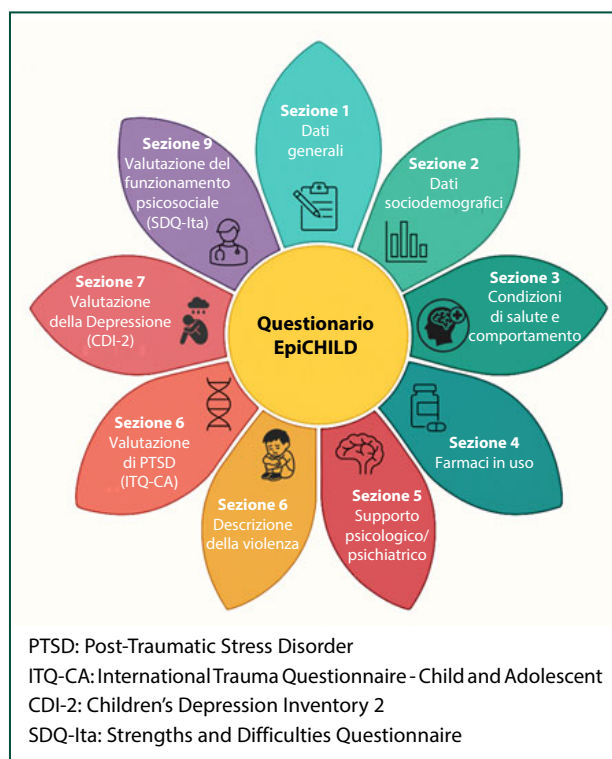 Sezione 1
Dati
generali
Sezione 2
Dati
sociodemografici
Sezione 3
Condizioni
di salute e
comportamento
Sezione 4
Farmaci in uso
Sezione 5
Supporto
psicologico/
psichiatrico
Sezione 6
Descrizione
della violenza
Sezione 6
Valutazione
di PTSD
(ITQ-CA)
Sezione 7
Valutazione
della Depressione
(CDI-2)
Sezione 9
Valutazione del
funzionamento
psicosociale
(SDQ-Ita)
Questionario
EpiCHILD
PTSD: Post-Traumatic Stress Disorder
ITQ-CA: International Trauma Questionnaire - Child and Adolescent
CDI-2: Children's Depression Inventory 2
SDQ-Ita: Strengths and Difficulties Questionnaire